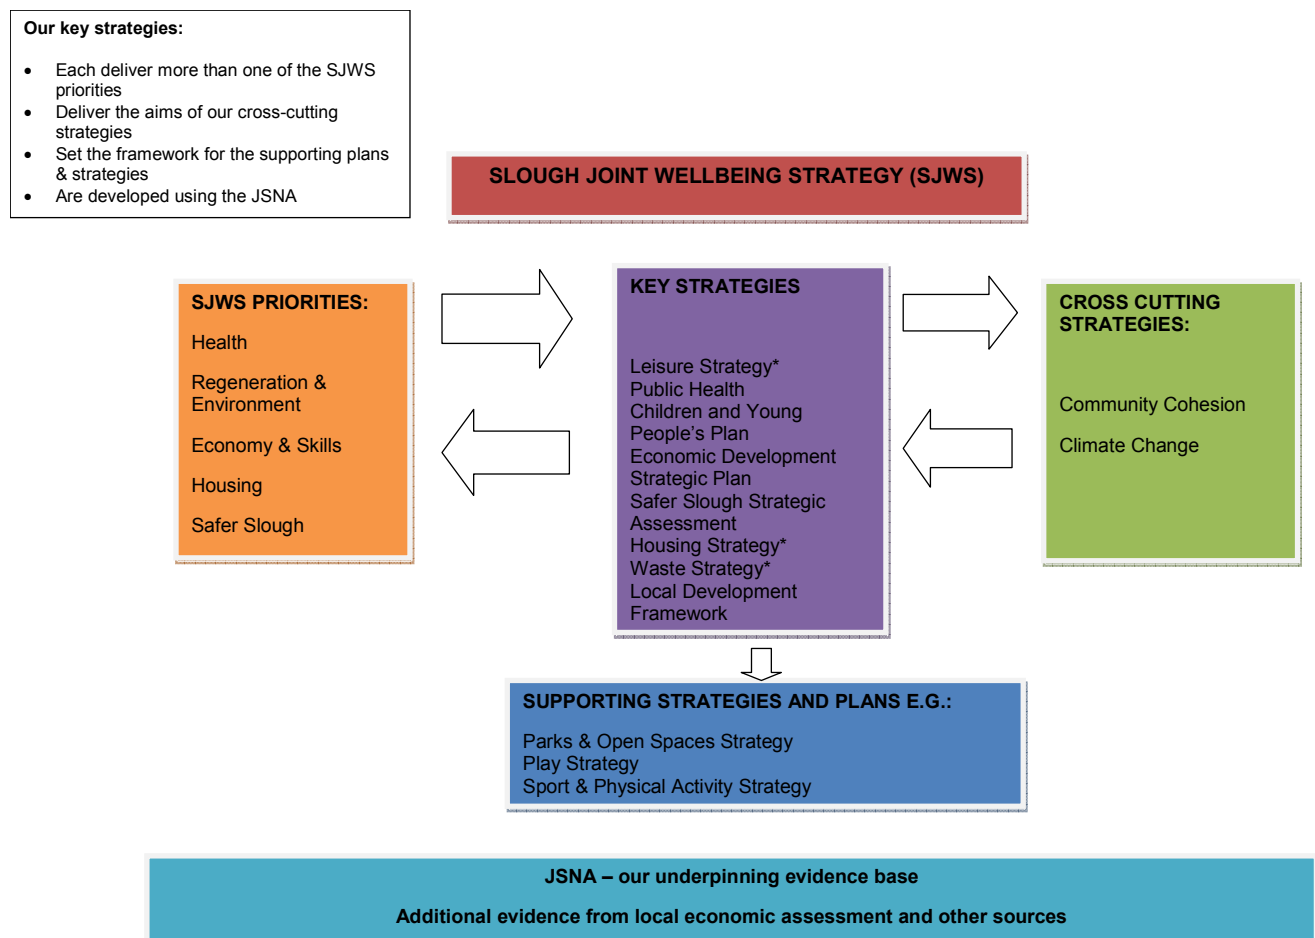 Our key strategies:
• Each deliver more than one of the SJWS
priorities
• Deliver the aims of our cross-cutting
strategies
• Set the framework for the supporting plans
& strategies
• Are developed using the JSNA
SLOUGH JOINT WELLBEING STRATEGY (SJWS)
SJWS PRIORITIES:
Health
Regeneration &
Environment
Economy & Skills
Housing
Safer Slough
KEY STRATEGIES
Leisure Strategy*
Public Health
Children and Young
People’s Plan
Economic Development
Strategic Plan
Safer Slough Strategic
Assessment
Housing Strategy*
Waste Strategy*
Local Development
Framework
CROSS CUTTING
STRATEGIES:
Community Cohesion
Climate Change
SUPPORTING STRATEGIES AND PLANS E.G.:
Parks & Open Spaces Strategy
Play Strategy
Sport & Physical Activity Strategy
JSNA – our underpinning evidence base
Additional evidence from local economic assessment and other sources